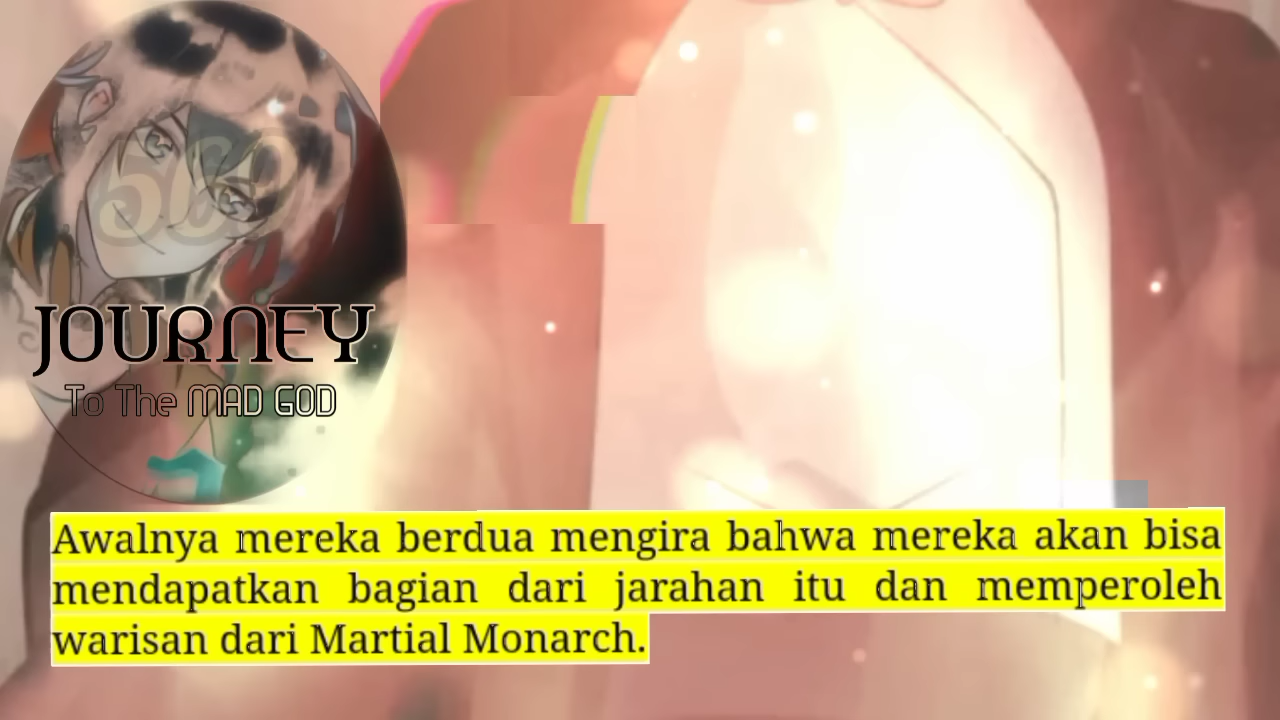 569
JOURNEY
To The MAD GOD
Awalnya mereka berdua mengira bahwa mereka akan bisa
mendapatkan bagian dari jarahan itu dan memperoleh
warisan dari Martial Monarch.